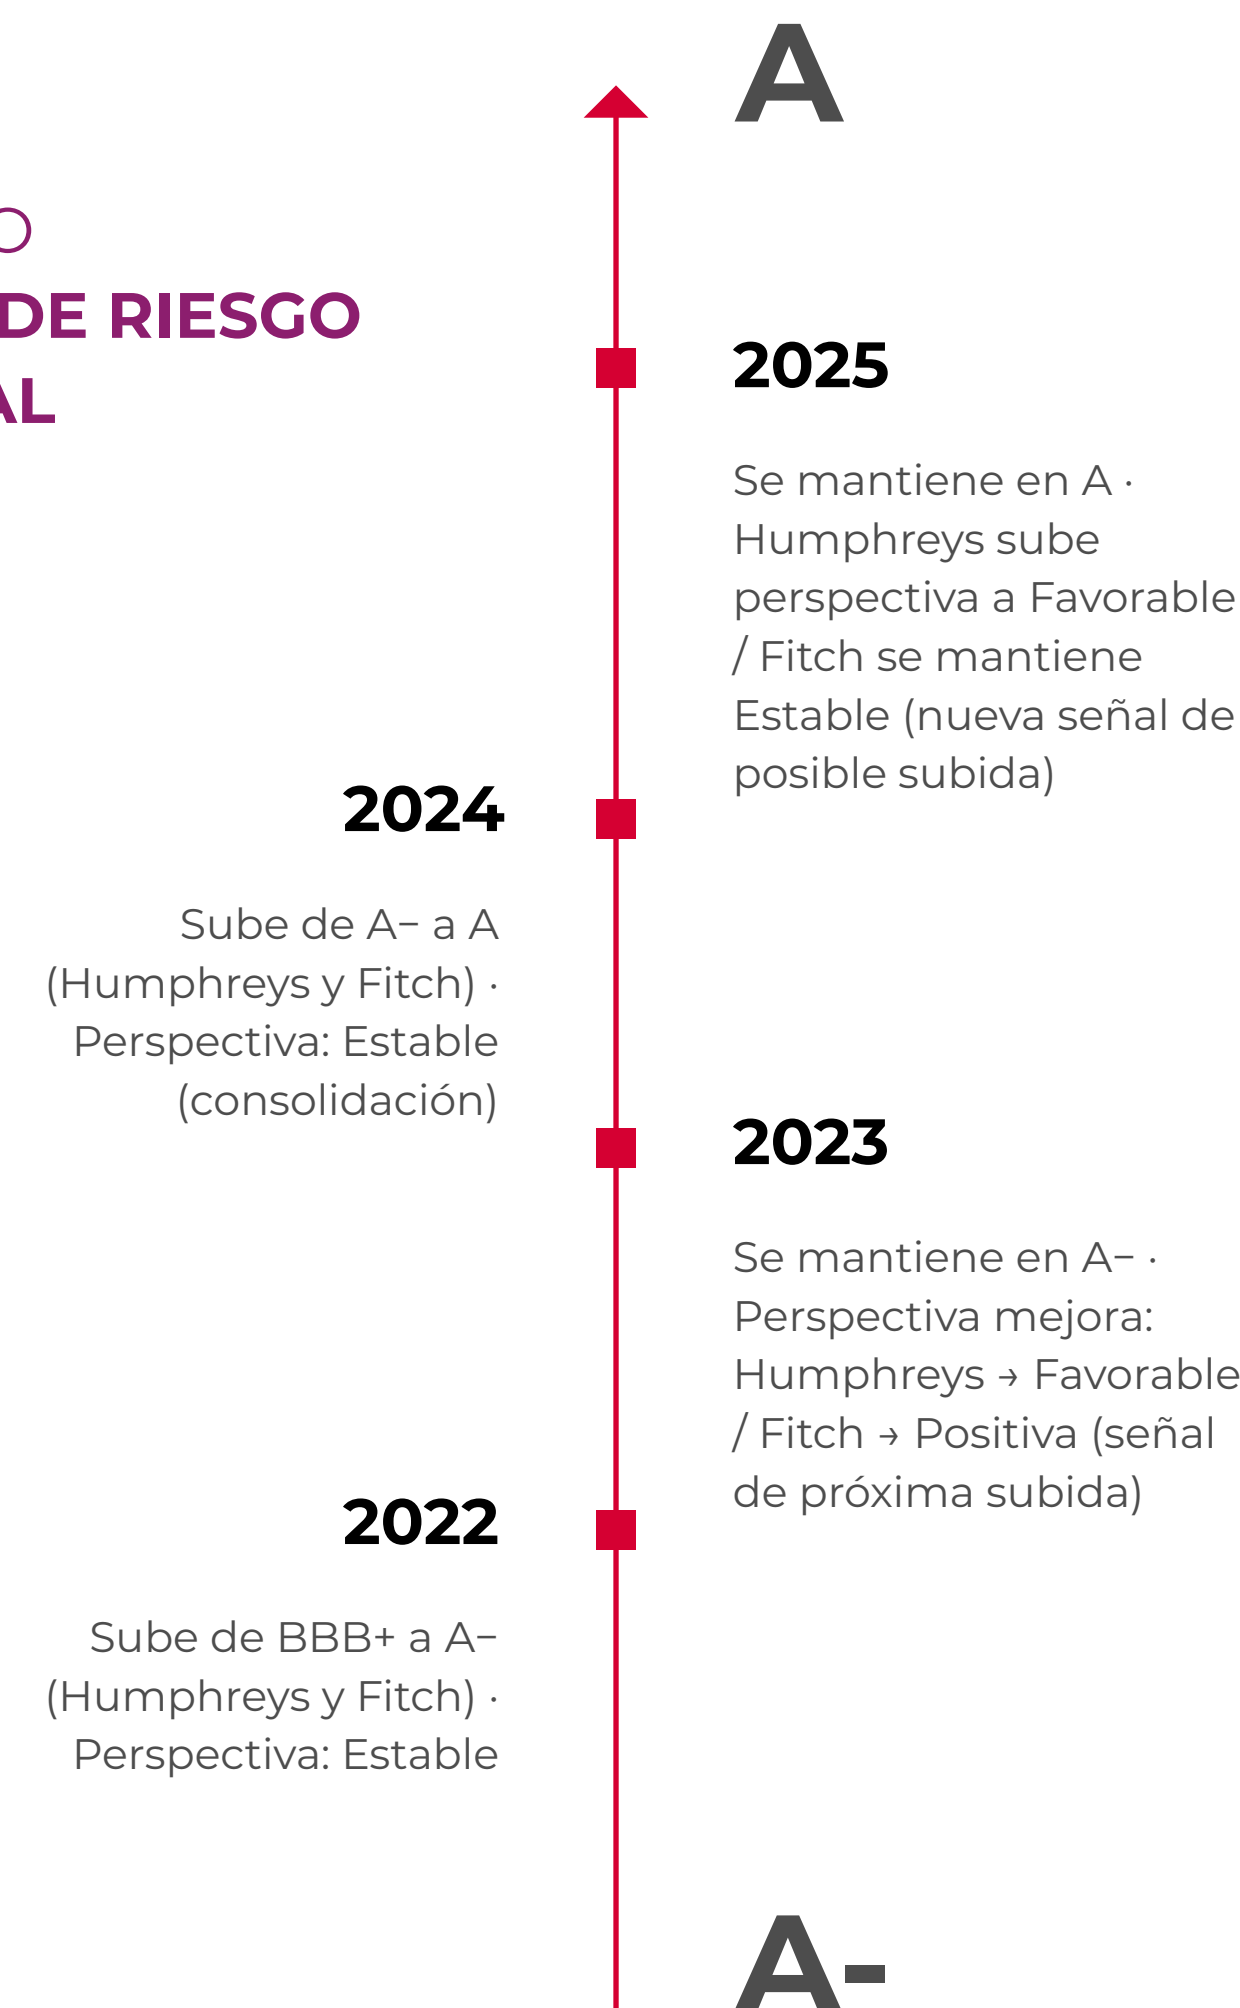 A
O
DE RIESGO
AL
2025
Se mantiene en A ·
Humphreys sube
perspectiva a Favorable
/ Fitch se mantiene
Estable (nueva señal de
posible subida)
2024
Sube de A− a A
(Humphreys y Fitch) ·
Perspectiva: Estable
(consolidación)
2023
Se mantiene en A− ·
Perspectiva mejora:
Humphreys → Favorable
/ Fitch → Positiva (señal
de próxima subida)
2022
Sube de BBB+ a A−
(Humphreys y Fitch) ·
Perspectiva: Estable
A-